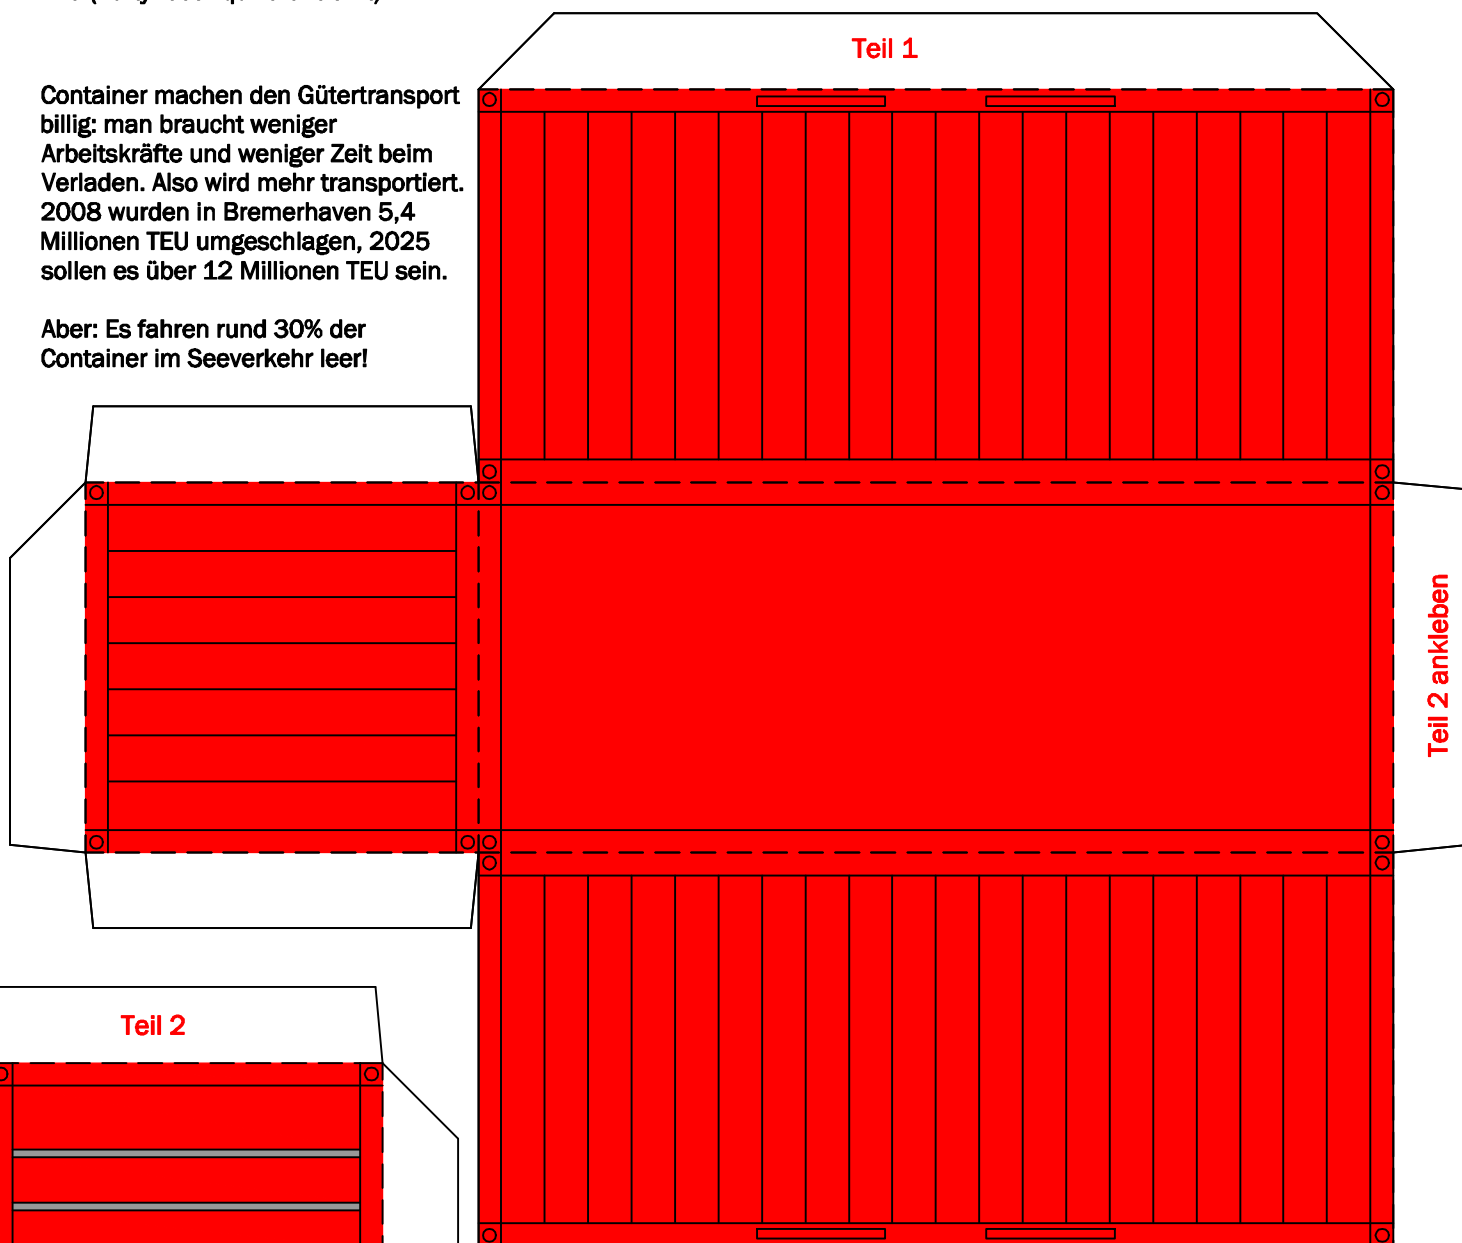 Teil 1
Container machen den Gütertransport
billig: man braucht weniger
Arbeitskräfte und weniger Zeit beim
Verladen. Also wird mehr transportiert.
2008 wurden in Bremerhaven 5,4
Millionen TEU umgeschlagen, 2025
sollen es über 12 Millionen TEU sein.
Aber: Es fahren rund 30% der
Container im Seeverkehr leer!
Teil 2 ankleben
Teil 2